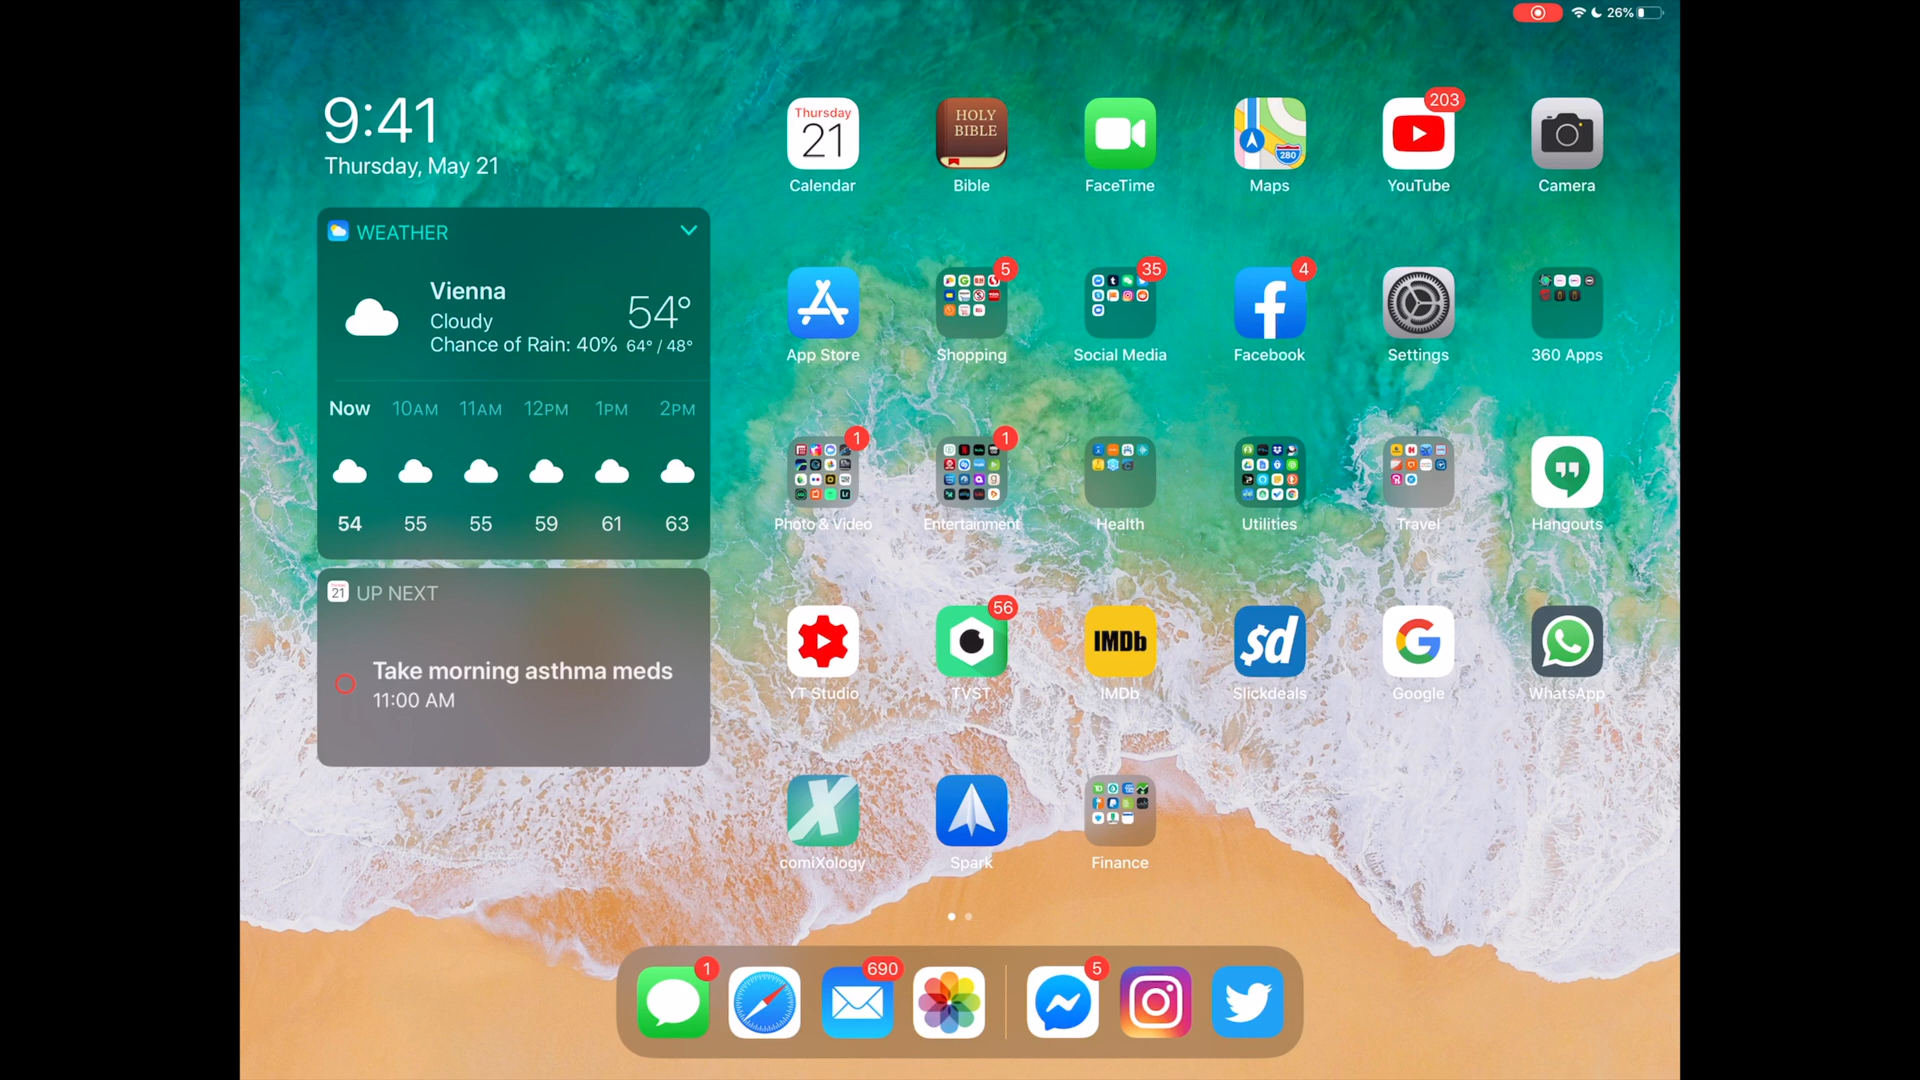 26%
9:41
Thursday, May 21
WEATHER
Vienna
Cloudy
Chance of Rain: 40%
54°
64° / 48°
Now 10AM 11AM 12PM 1PM 2PM
54 55 55 59 61 63
21 UP NEXT
Take morning asthma meds
11:00 AM
Thursday
21
HOLY
BIBLE
280
203
Calendar Bible FaceTime Maps YouTube Camera
5 35 4
App Store Shopping Social Media Facebook Settings 360 Apps
1 1
Photo & Video Entertainment Health Utilities Travel Hangouts
56
IMDb
$d
G
YT Studio TVST IMDb Slickdeals Google WhatsApp
comiXology Spark Finance
1 690 5